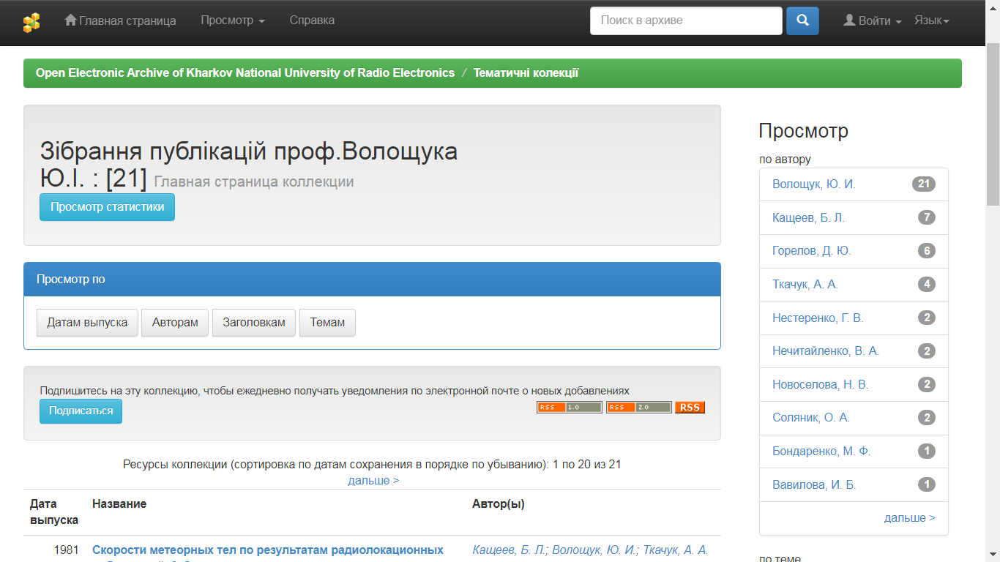 Главная страница Просмотр Справка Поиск в архиве Войти Язык
Open Electronic Archive of Kharkov National University of Radio Electronics / Тематичні колекції
Зібрання публікацій проф.Волощука
Ю.І. : [21] Главная страница коллекции
Просмотр статистики
Просмотр по
Датам выпуска Авторам Заголовкам Темам
Подпишитесь на эту коллекцию, чтобы ежедневно получать уведомления по электронной почте о новых добавлениях
Подписаться RSS 1.0 RSS 2.0 RSS
Ресурсы коллекции (сортировка по датам сохранения в порядке по убыванию): 1 по 20 из 21
дальше >
Дата выпуска Название Автор(ы)
1981 Скорости метеорных тел по результатам радиолокационных Кащеев, Б. Л.; Волощук, Ю. И.; Ткачук, А. А.
Просмотр
по автору
Волощук, Ю. И. 21
Кащеев, Б. Л. 7
Горелов, Д. Ю. 6
Ткачук, А. А. 4
Нестеренко, Г. В. 2
Нечитайленко, В. А. 2
Новоселова, Н. В. 2
Соляник, О. А. 2
Бондаренко, М. Ф. 1
Вавилова, И. Б. 1
дальше >
по теме